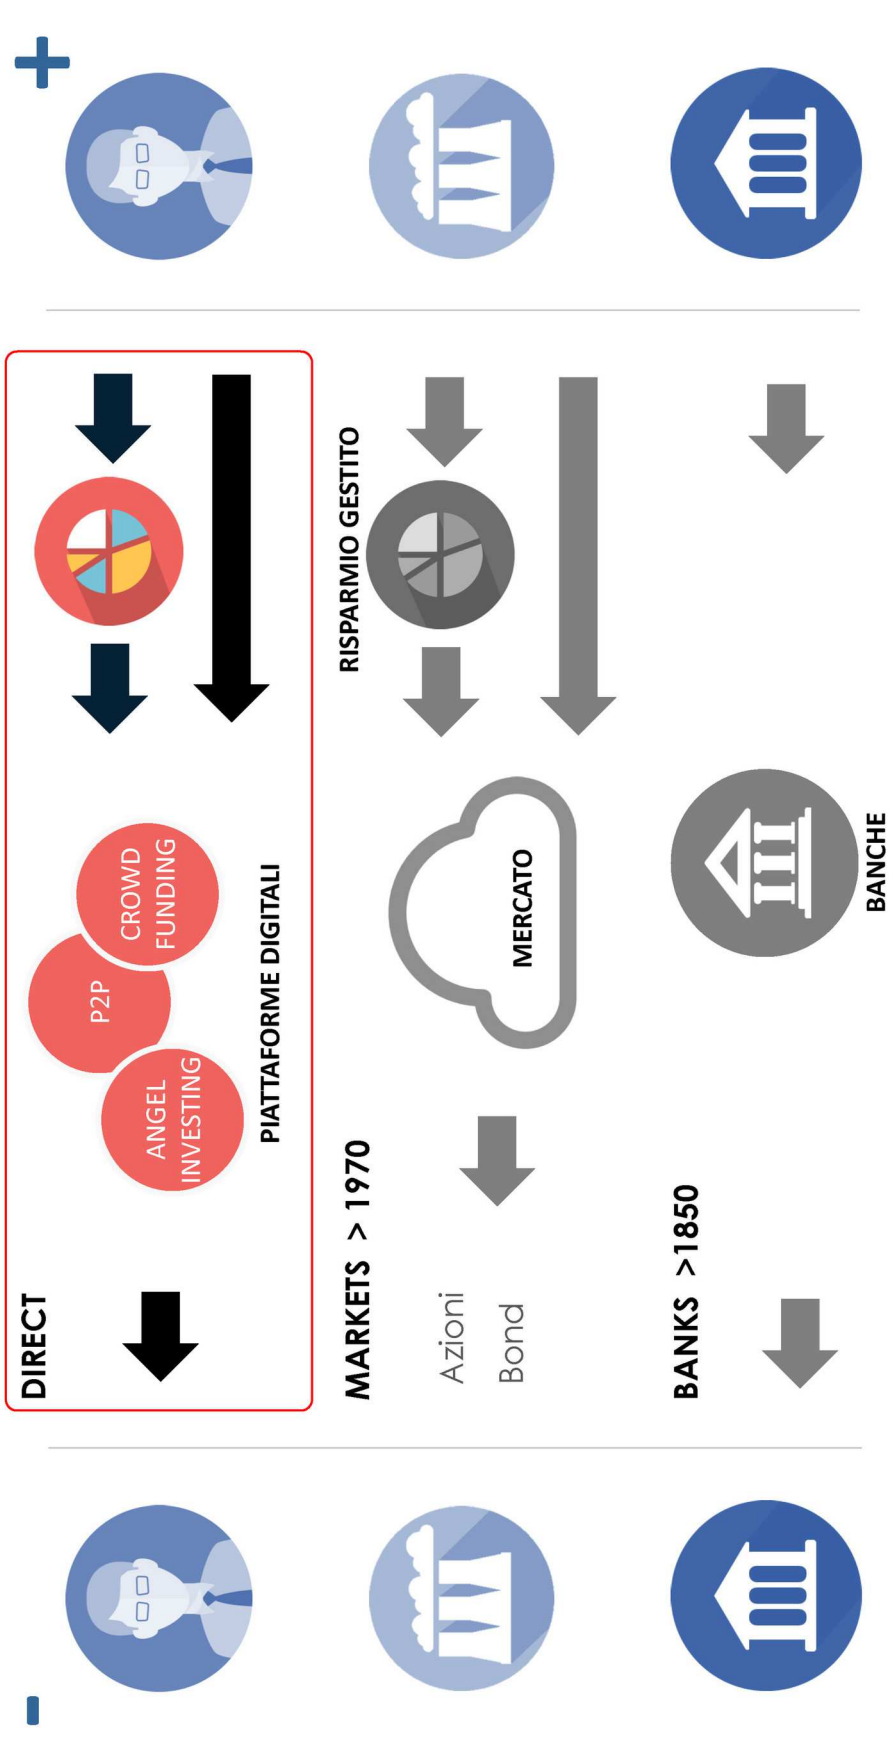 -
+
DIRECT
ANGEL
INVESTING
P2P
CROWD
FUNDING
PIATTAFORME DIGITALI
MARKETS > 1970
RISPARMIO GESTITO
Azioni
Bond
MERCATO
BANKS >1850
BANCHE